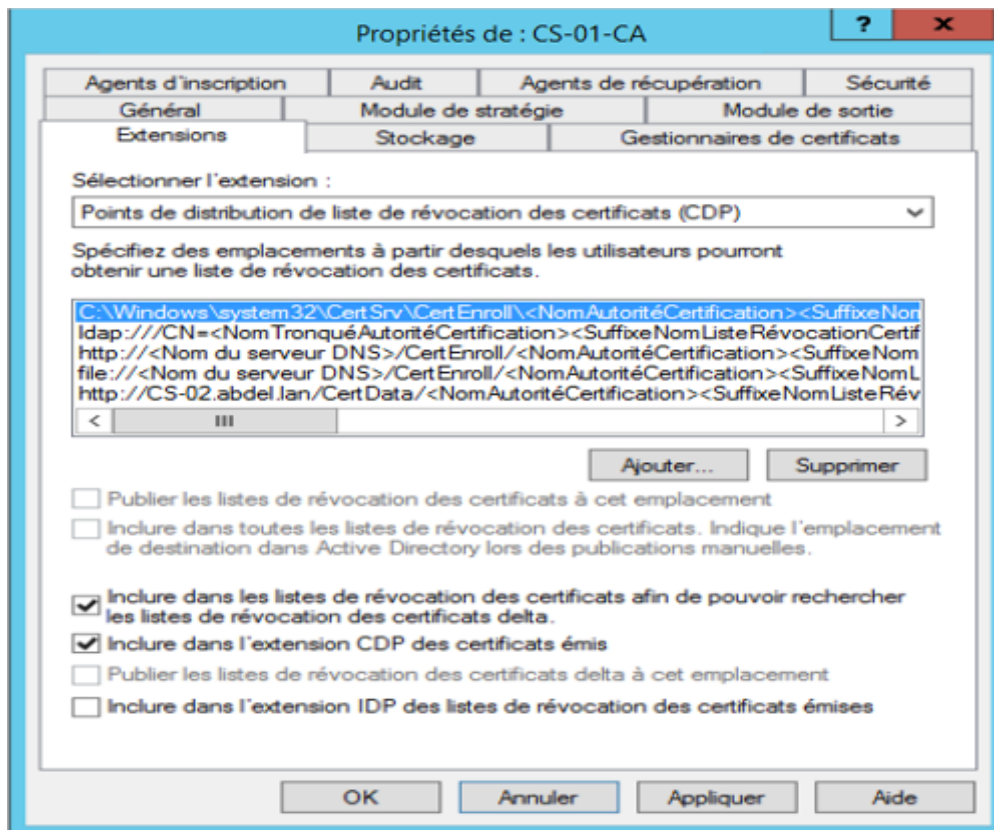 Propriétés de : CS-01-CA
?
x
Agents d'inscription
Audit
Agents de récupération
Sécurité
Général
Module de stratégie
Module de sortie
Extensions
Stockage
Gestionnaires de certificats
Sélectionner l'extension :
Points de distribution de liste de révocation des certificats (CDP)
Spécifiez des emplacements à partir desquels les utilisateurs pourront
obtenir une liste de révocation des certificats.
C:\Windows\system32\CertSrv\CertEnroll\<NomAutoritéCertification><SuffixeNon
ldap:///CN=<NomTronquéAutoritéCertification><SuffixeNomListeRévocationCertif
http://<Nom du serveur DNS>/CertEnroll/<NomAutoritéCertification><SuffixeNom
file://<Nom du serveur DNS>/CertEnroll/<NomAutoritéCertification><SuffixeNomL
http://CS-02.abdel.lan/CertData/<NomAutoritéCertification><SuffixeNomListeRév
Ajouter...
Supprimer
Publier les listes de révocation des certificats à cet emplacement
Inclure dans toutes les listes de révocation des certificats. Indique l'emplacement
de destination dans Active Directory lors des publications manuelles.
Inclure dans les listes de révocation des certificats afin de pouvoir rechercher
les listes de révocation des certificats delta.
Inclure dans l'extension CDP des certificats émis
Publier les listes de révocation des certificats delta à cet emplacement
Inclure dans l'extension IDP des listes de révocation des certificats émises
OK
Annuler
Appliquer
Aide